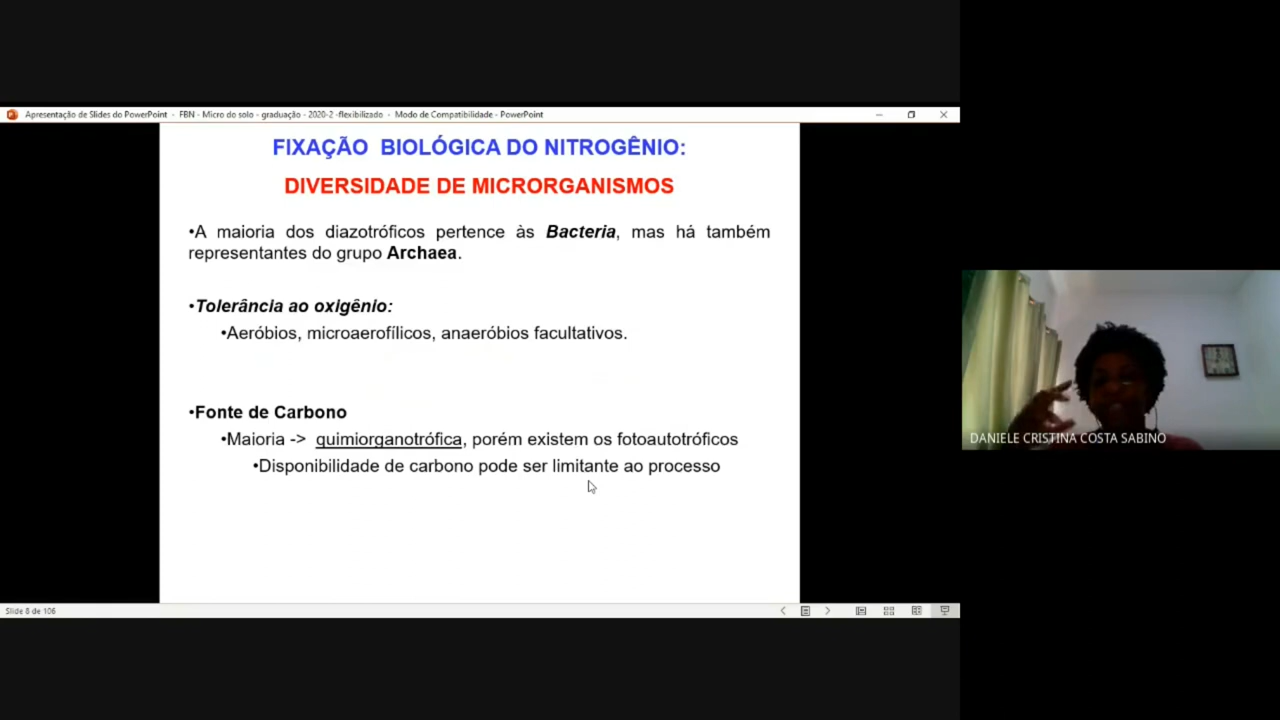 Apresentação de Slides do PowerPoint - FBN - Micro do solo - graduação - 2020-2 -flexibilizado - Modo de Compatibilidade - PowerPoint
FIXAÇÃO BIOLÓGICA DO NITROGÊNIO:
DIVERSIDADE DE MICRORGANISMOS
•A maioria dos diazotróficos pertence às Bacteria, mas há também
representantes do grupo Archaea.
•Tolerância ao oxigênio:
•Aeróbios, microaerofílicos, anaeróbios facultativos.
•Fonte de Carbono
•Maioria -> quimiorganotrófica, porém existem os fotoautotróficos
•Disponibilidade de carbono pode ser limitante ao processo
DANIELE CRISTINA COSTA SABINO
Slide 8 de 106